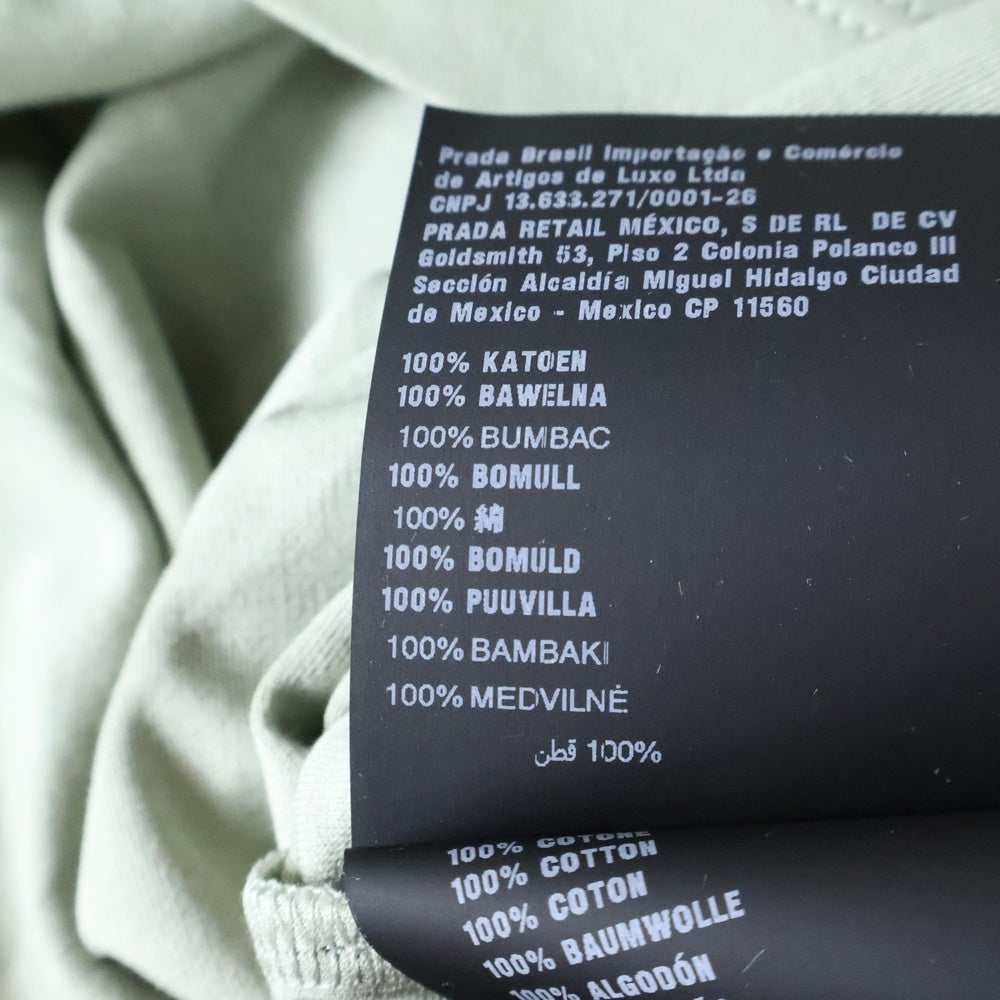 Prada Brasil Importação e Comércio
de Artigos de Luxo Ltda
CNPJ 13.633.271/0001-26
PRADA RETAIL MÉXICO, S DE RL DE CV
Goldsmith 53, Piso 2 Colonia Polanco III
Sección Alcaldía Miguel Hidalgo Ciudad
de Mexico - Mexico CP 11560
100% KATOEN
100% BAWEŁNA
100% BUMBAC
100% BOMULL
100% 綿
100% BOMULD
100% PUUVILLA
100% BAMBAKI
100% MEDVILNĖ
100% قطن
100% COTONE
100% COTTON
100% COTON
100% BAUMWOLLE
100% ALGODÓN